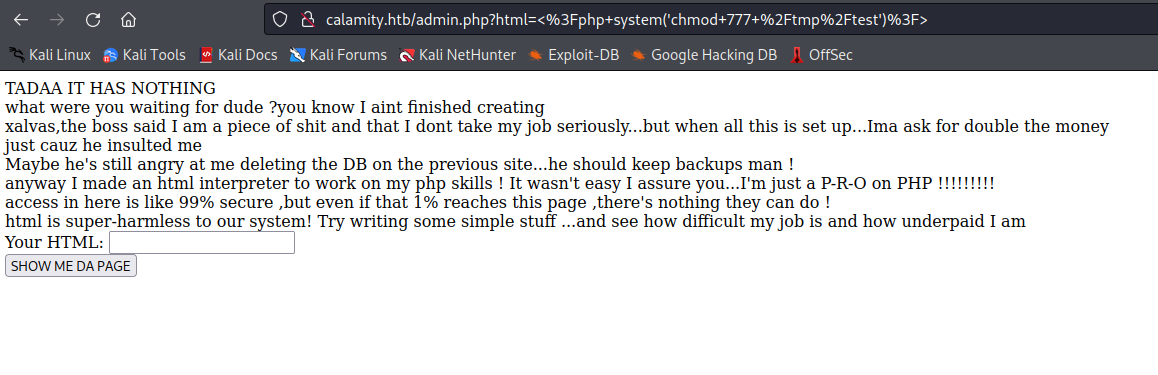 calamity.htb/admin.php?html=<%3Fphp+system('chmod+777+%2Ftmp%2Ftest')%3F>
Kali Linux Kali Tools Kali Docs Kali Forums Kali NetHunter Exploit-DB Google Hacking DB OffSec
TADAA IT HAS NOTHING
what were you waiting for dude ?you know I aint finished creating
xalvas,the boss said I am a piece of shit and that I dont take my job seriously...but when all this is set up...Ima ask for double the money
just cauz he insulted me
Maybe he's still angry at me deleting the DB on the previous site...he should keep backups man !
anyway I made an html interpreter to work on my php skills ! It wasn't easy I assure you...I'm just a P-R-O on PHP !!!!!!!!!
access in here is like 99% secure ,but even if that 1% reaches this page ,there's nothing they can do !
html is super-harmless to our system! Try writing some simple stuff ...and see how difficult my job is and how underpaid I am
Your HTML:
SHOW ME DA PAGE